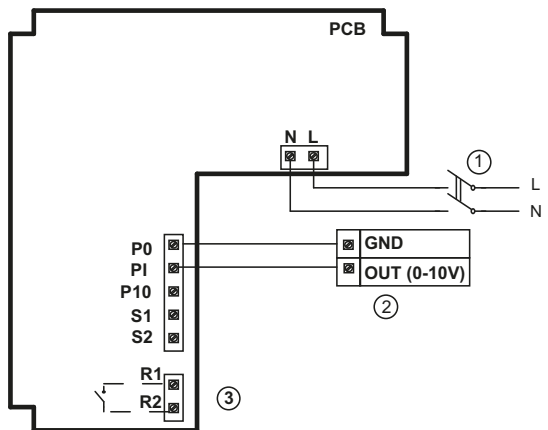 PCB
N L
①
L
N
P0
GND
PI
OUT (0-10V)
P10
②
S1
S2
R1
③
R2